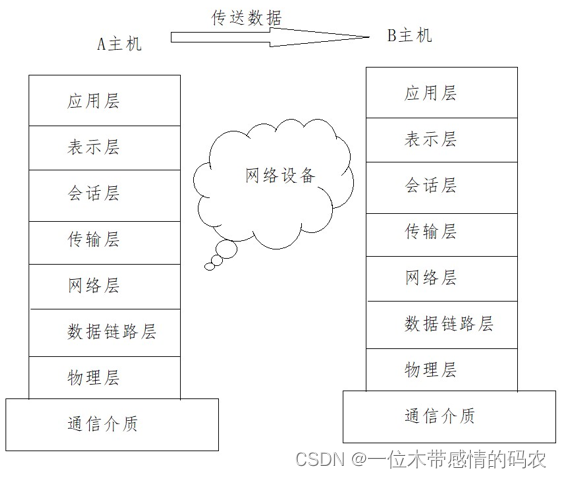 传送数据
A主机
B主机
应用层
表示层
会话层
传输层
网络层
数据链路层
物理层
通信介质
网络设备
应用层
表示层
会话层
传输层
网络层
数据链路层
物理层
通信介质
CSDN @一位木带感情的码农